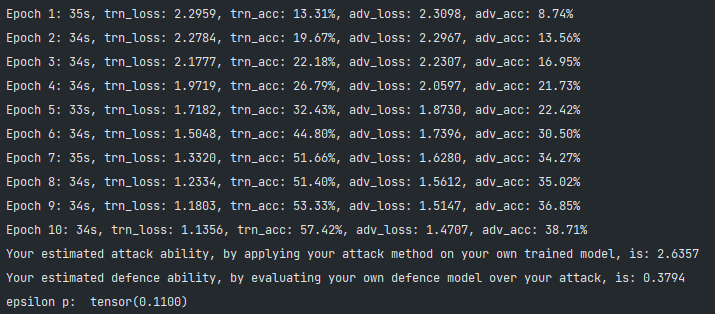 Epoch 1: 35s, trn_loss: 2.2959, trn_acc: 13.31%, adv_loss: 2.3098, adv_acc: 8.74%
Epoch 2: 34s, trn_loss: 2.2784, trn_acc: 19.67%, adv_loss: 2.2967, adv_acc: 13.56%
Epoch 3: 34s, trn_loss: 2.1777, trn_acc: 22.18%, adv_loss: 2.2307, adv_acc: 16.95%
Epoch 4: 34s, trn_loss: 1.9719, trn_acc: 26.79%, adv_loss: 2.0597, adv_acc: 21.73%
Epoch 5: 33s, trn_loss: 1.7182, trn_acc: 32.43%, adv_loss: 1.8730, adv_acc: 22.42%
Epoch 6: 34s, trn_loss: 1.5048, trn_acc: 44.80%, adv_loss: 1.7396, adv_acc: 30.50%
Epoch 7: 35s, trn_loss: 1.3320, trn_acc: 51.66%, adv_loss: 1.6280, adv_acc: 34.27%
Epoch 8: 34s, trn_loss: 1.2334, trn_acc: 51.40%, adv_loss: 1.5612, adv_acc: 35.02%
Epoch 9: 34s, trn_loss: 1.1803, trn_acc: 53.33%, adv_loss: 1.5147, adv_acc: 36.85%
Epoch 10: 34s, trn_loss: 1.1356, trn_acc: 57.42%, adv_loss: 1.4707, adv_acc: 38.71%
Your estimated attack ability, by applying your attack method on your own trained model, is: 2.6357
Your estimated defence ability, by evaluating your own defence model over your attack, is: 0.3794
epsilon p:  tensor(0.1100)